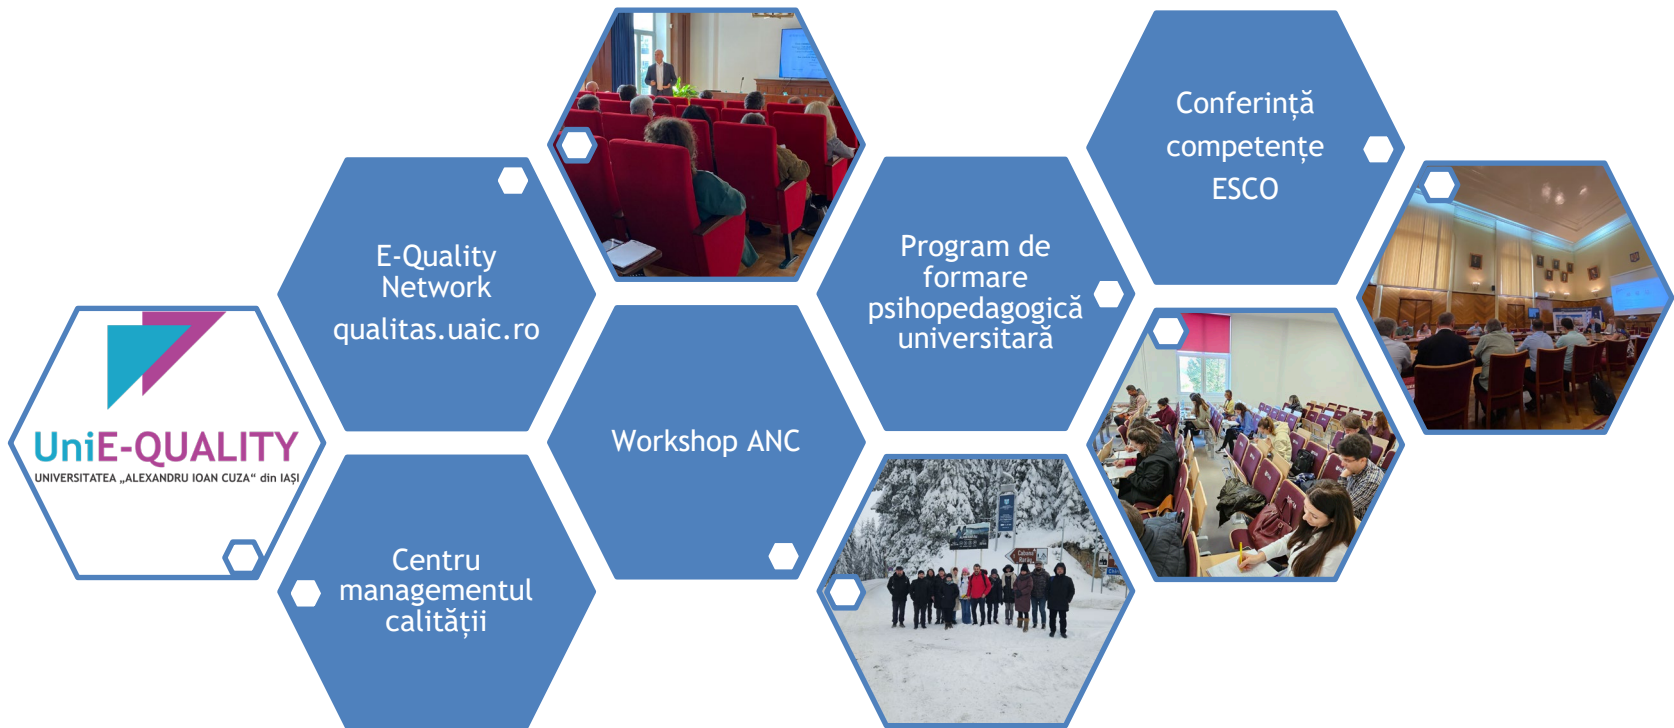 UniE-QUALITY
UNIVERSITATEA „ALEXANDRU IOAN CUZA“ din IAȘI
E-Quality
Network
qualitas.uaic.ro
Centru
managementul
calității
Workshop ANC
Program de
formare
psihopedagogică
universitară
Conferință
competențe
ESCO
Cabana